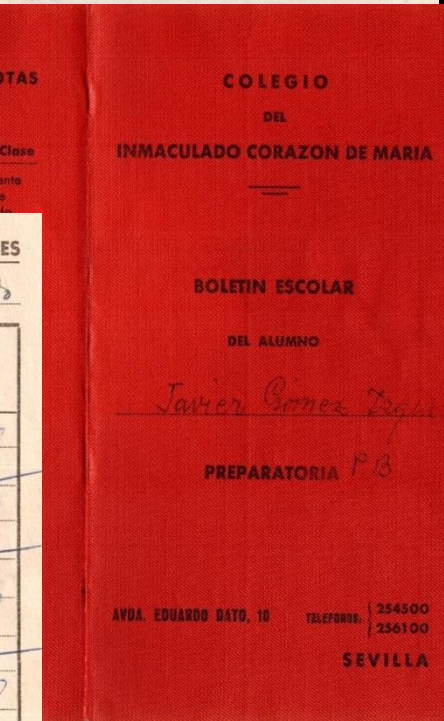 OTAS
Clase
ES
COLEGIO
DEL
INMACULADO CORAZON DE MARIA
BOLETIN ESCOLAR
DEL ALUMNO
Javier Gómez
PREPARATORIA P B
AVDA. EDUARDO DATO, 10 TELEFONOS: 254500
256100
SEVILLA